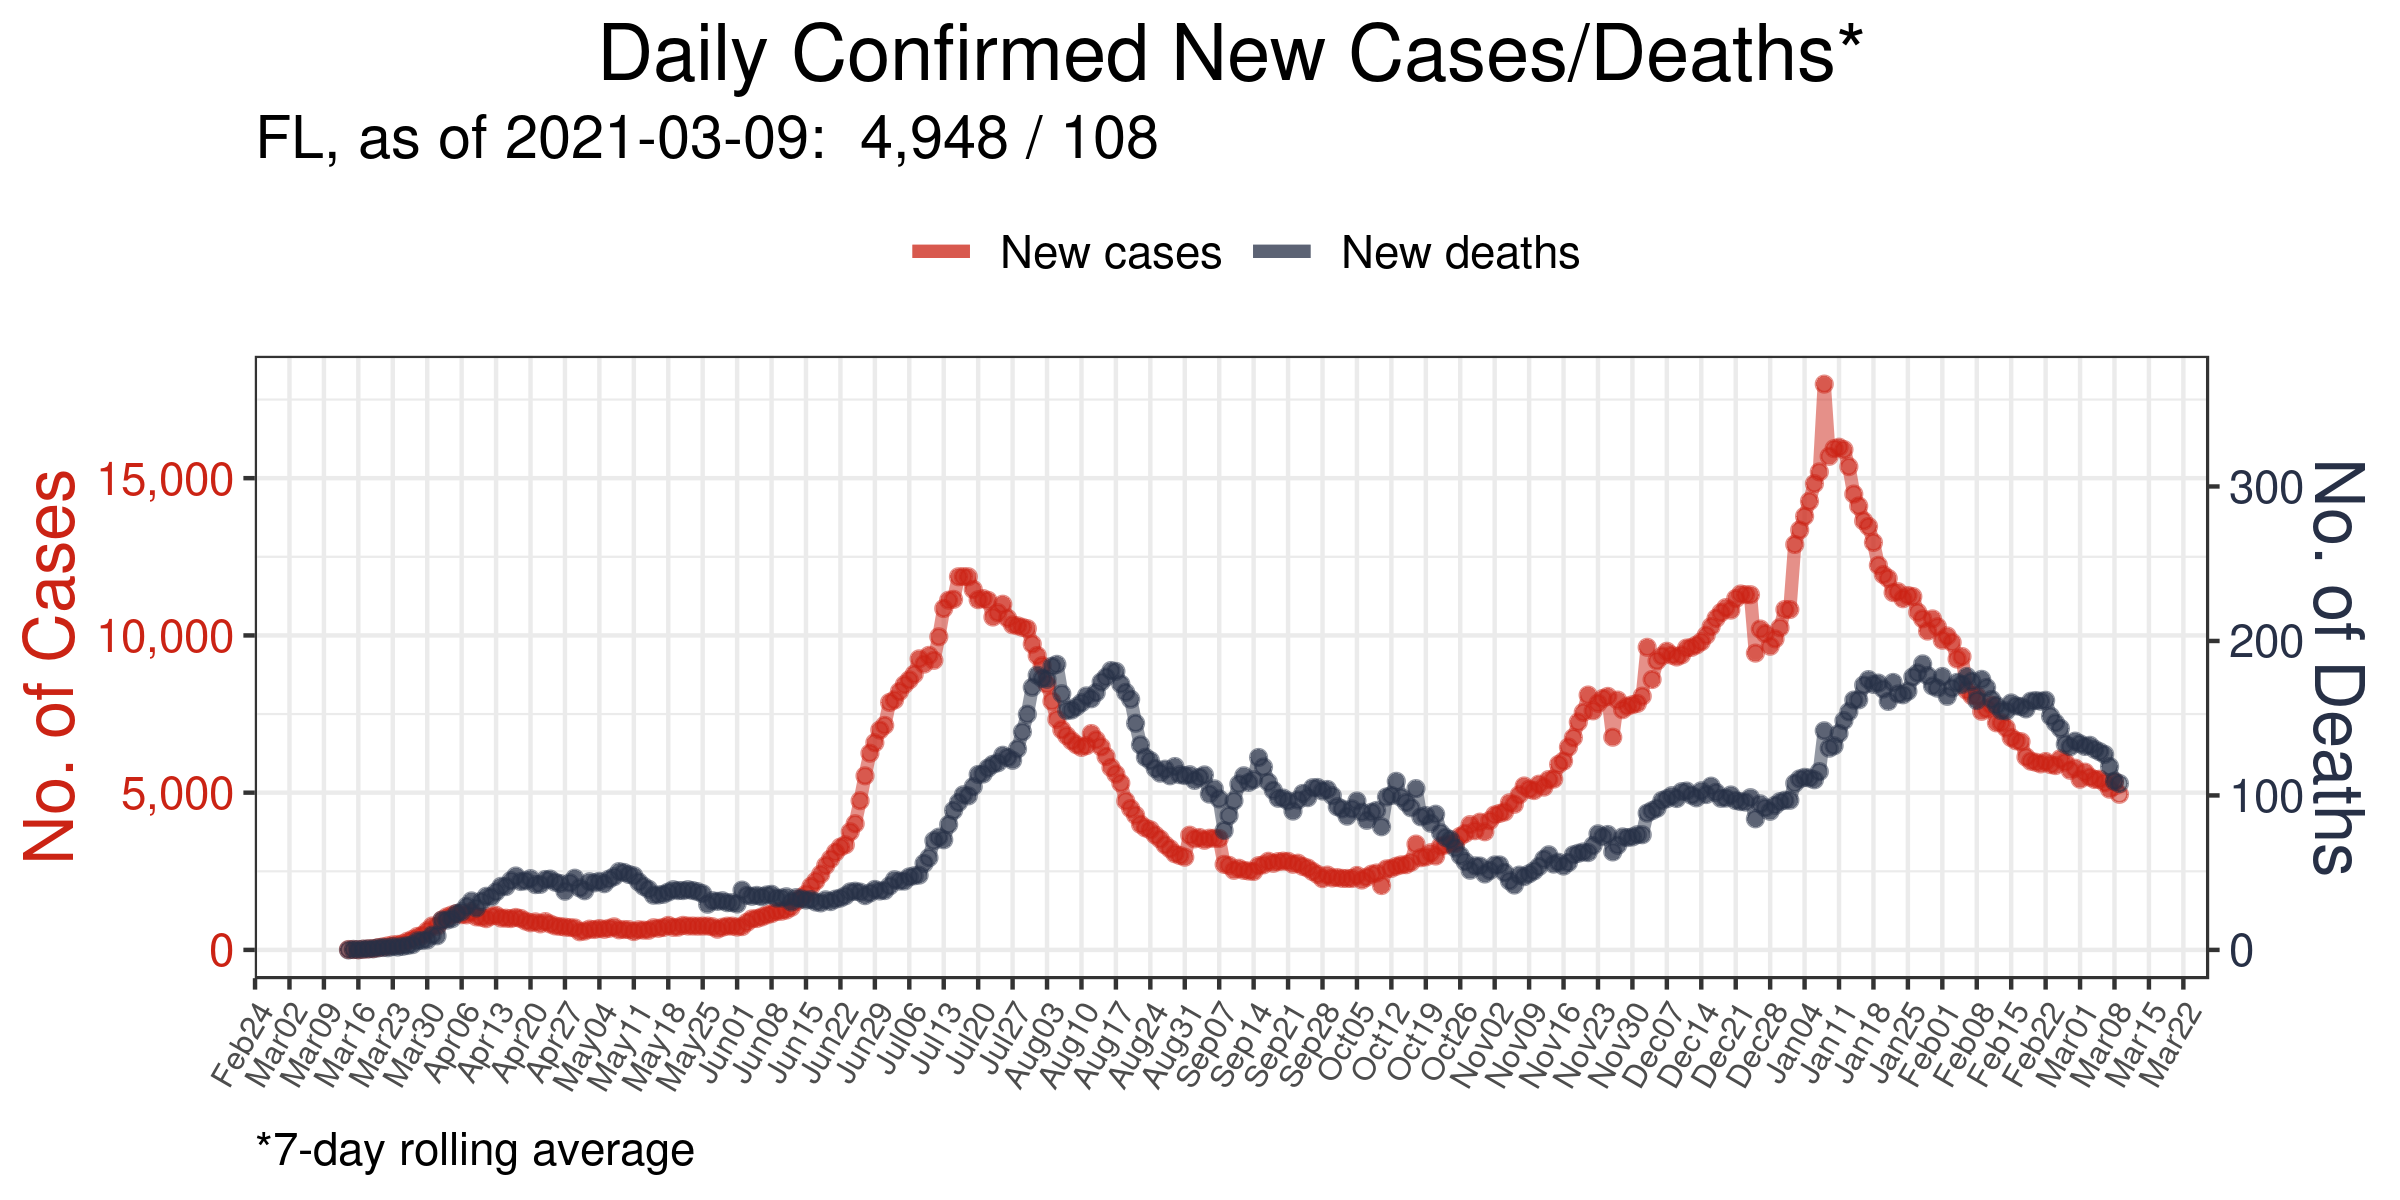 Daily Confirmed New Cases/Deaths*
FL, as of 2021-03-09:  4,948 / 108
New cases
New deaths
No. of Cases
15,000
10,000
5,000
0
300
200
100
0
No. of Deaths
Feb24
Mar02
Mar09
Mar16
Mar23
Mar30
Apr06
Apr13
Apr20
Apr27
May04
May11
May18
May25
Jun01
Jun08
Jun15
Jun22
Jun29
Jul06
Jul13
Jul20
Jul27
Aug03
Aug10
Aug17
Aug24
Aug31
Sep07
Sep14
Sep21
Sep28
Oct05
Oct12
Oct19
Oct26
Nov02
Nov09
Nov16
Nov23
Nov30
Dec07
Dec14
Dec21
Dec28
Jan04
Jan11
Jan18
Jan25
Feb01
Feb08
Feb15
Feb22
Mar01
Mar08
Mar15
Mar22
*7-day rolling average